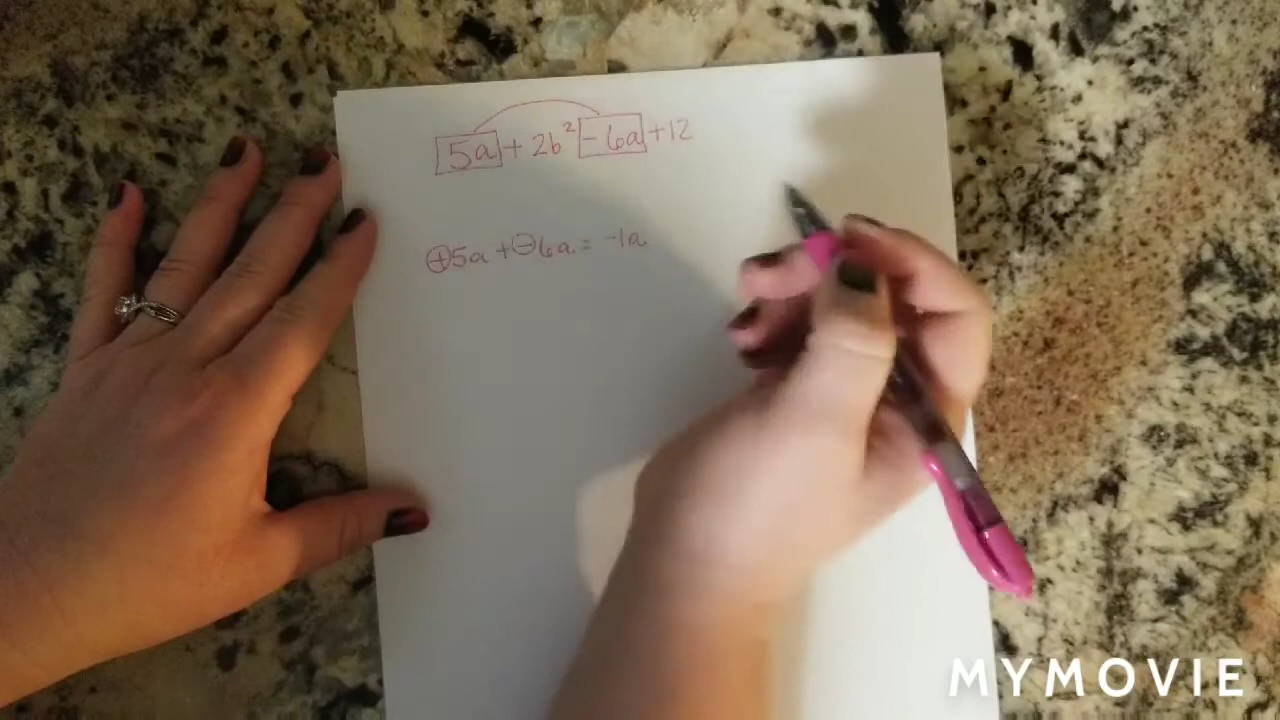 5a + 2b² - 6a + 12
+5a + -6a = -1a
MYMOVIE